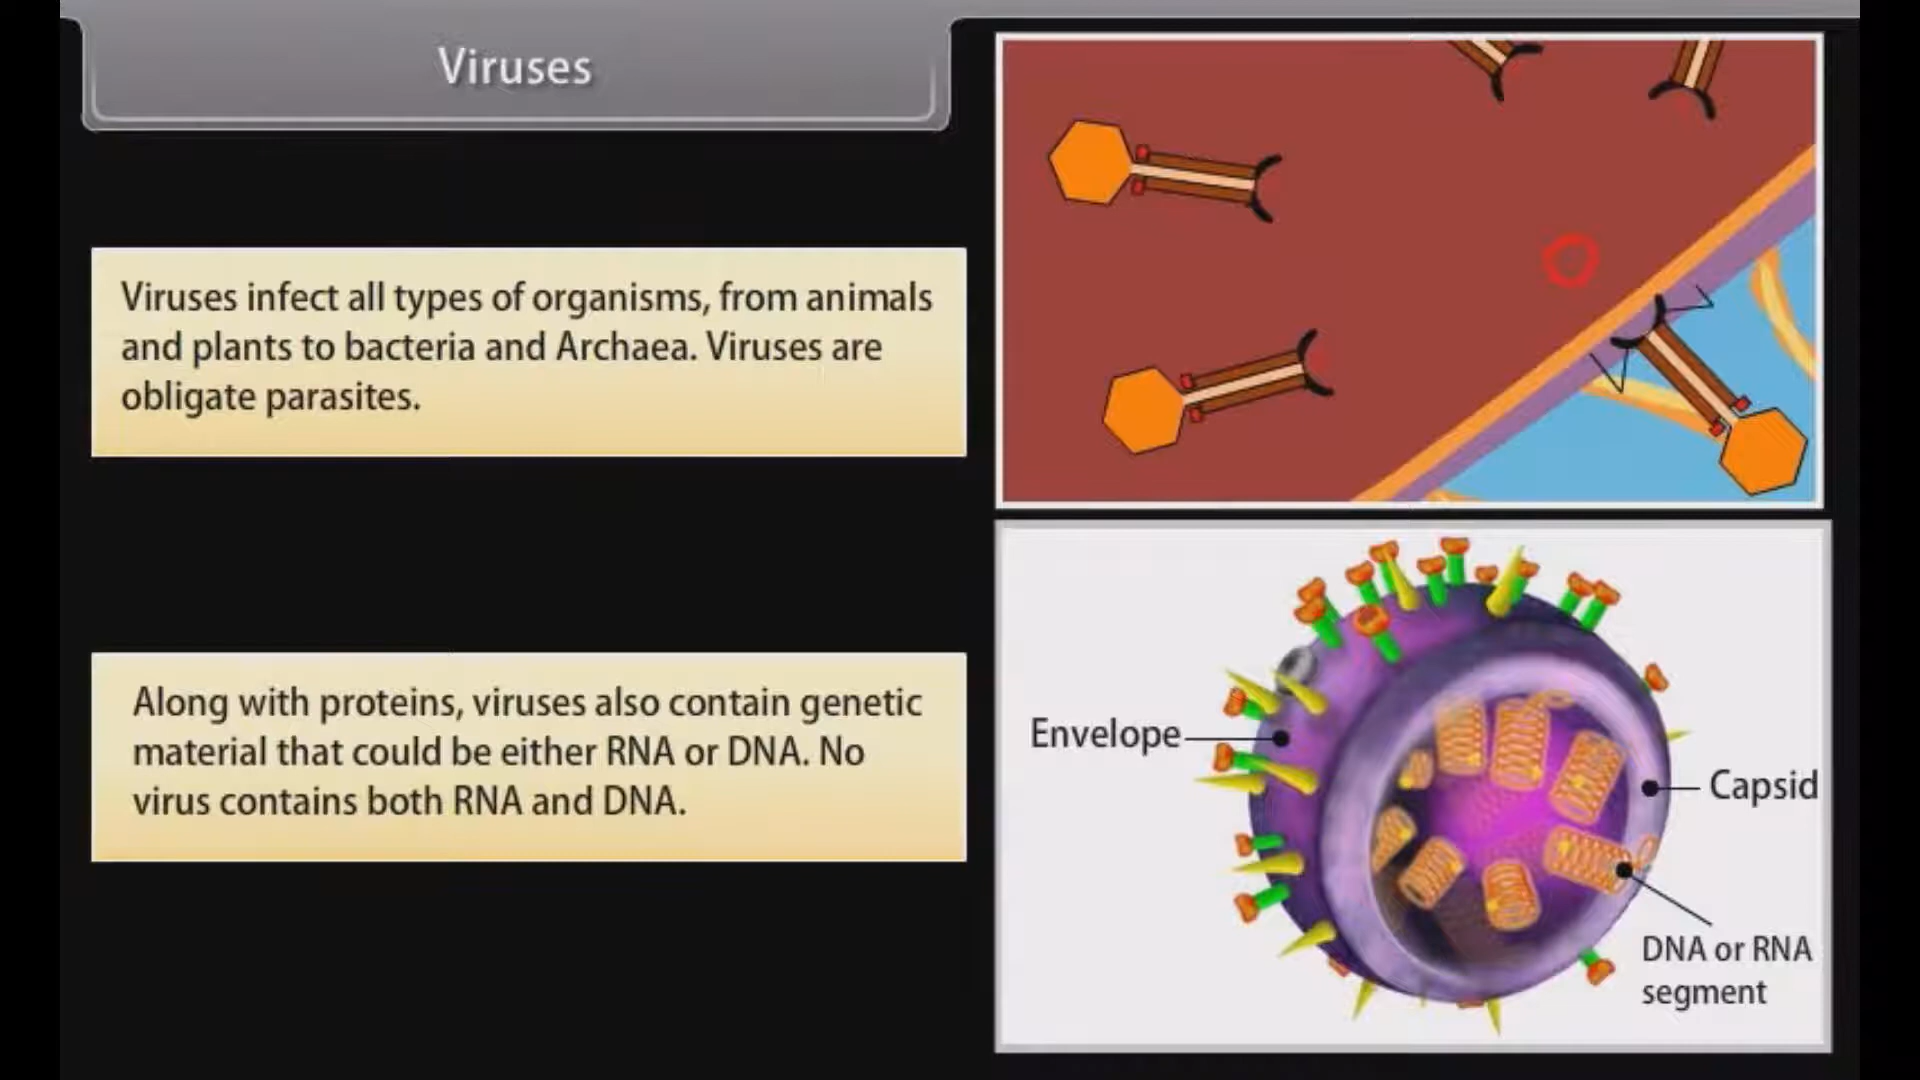 Viruses
Viruses infect all types of organisms, from animals
and plants to bacteria and Archaea. Viruses are
obligate parasites.
Along with proteins, viruses also contain genetic
material that could be either RNA or DNA. No
virus contains both RNA and DNA.
Envelope
Capsid
DNA or RNA
segment